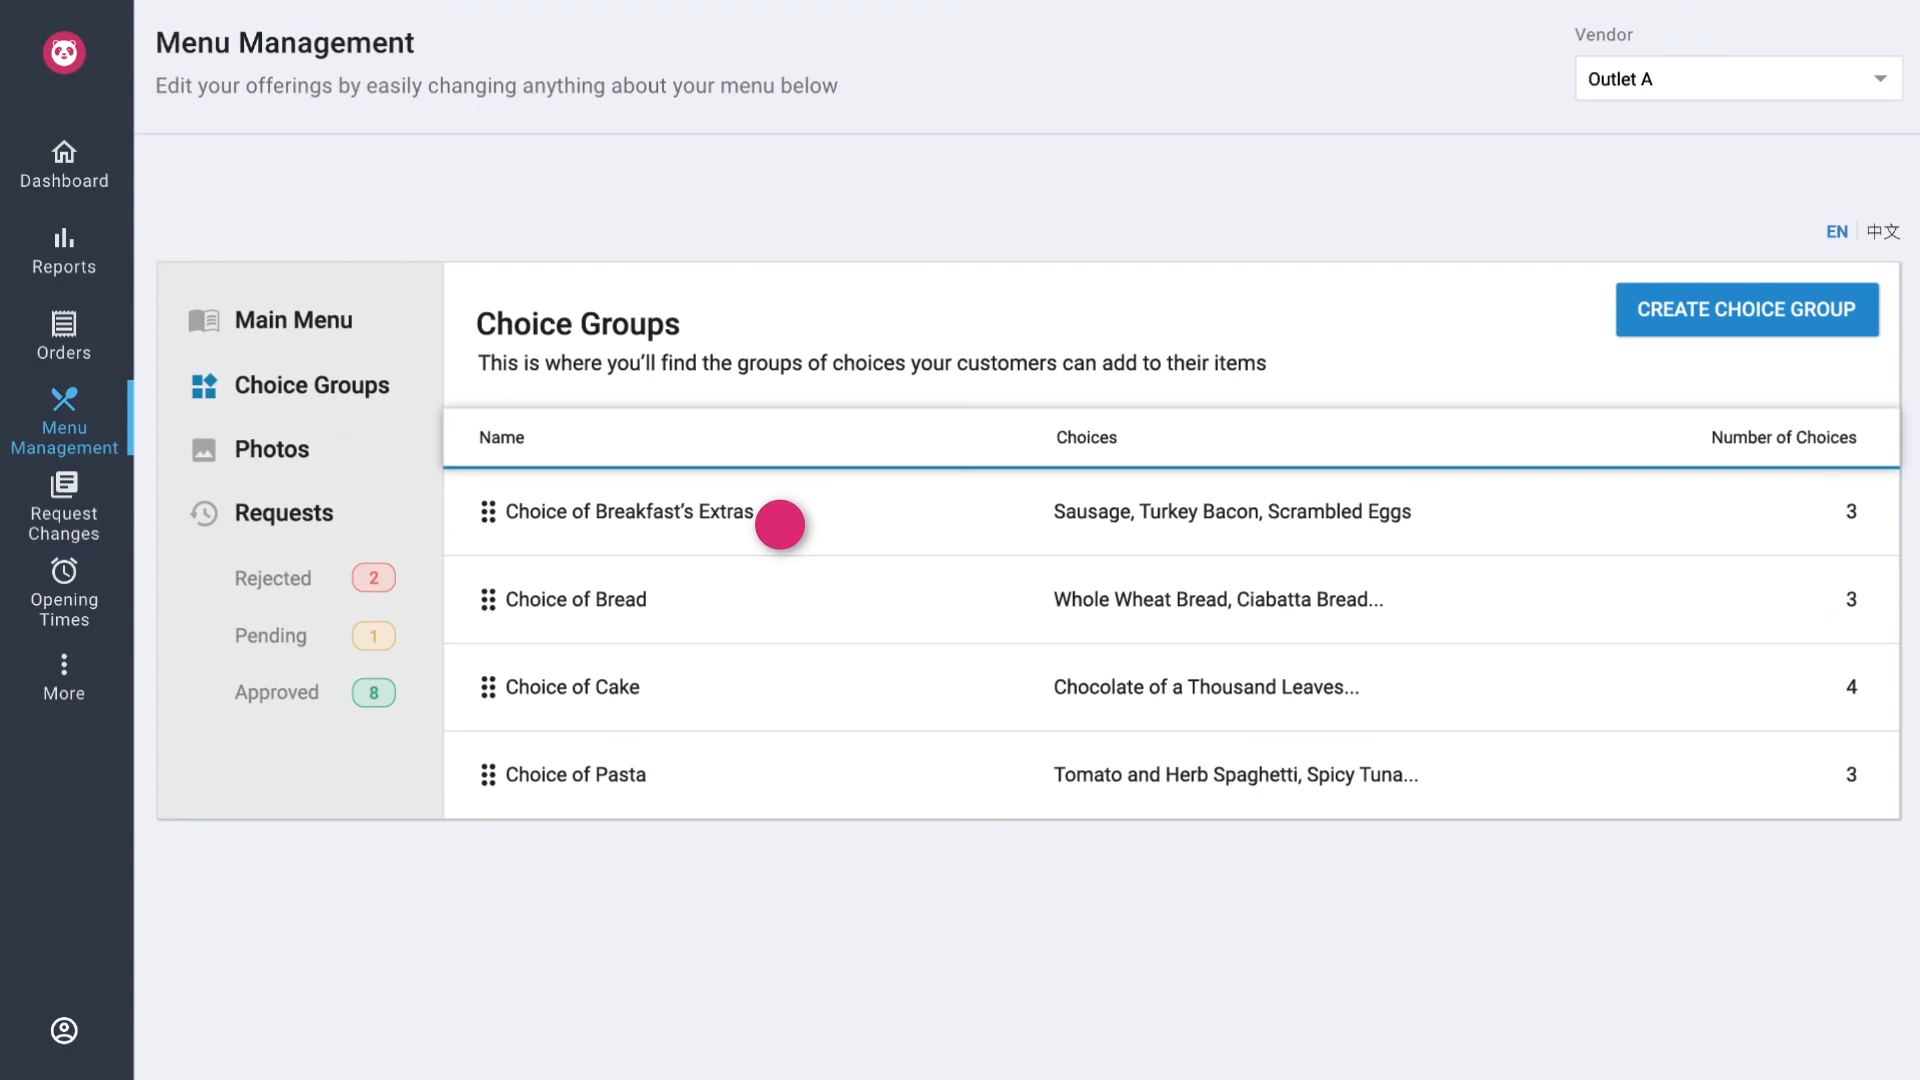 Menu Management
Edit your offerings by easily changing anything about your menu below
Vendor
Outlet A
Dashboard
Reports
Orders
Menu
Management
Request
Changes
Opening
Times
More
EN
中文
Main Menu
Choice Groups
Photos
Requests
Rejected 2
Pending 1
Approved 8
Choice Groups
This is where you’ll find the groups of choices your customers can add to their items
CREATE CHOICE GROUP
Name Choices Number of Choices
Choice of Breakfast’s Extras Sausage, Turkey Bacon, Scrambled Eggs 3
Choice of Bread Whole Wheat Bread, Ciabatta Bread... 3
Choice of Cake Chocolate of a Thousand Leaves... 4
Choice of Pasta Tomato and Herb Spaghetti, Spicy Tuna... 3